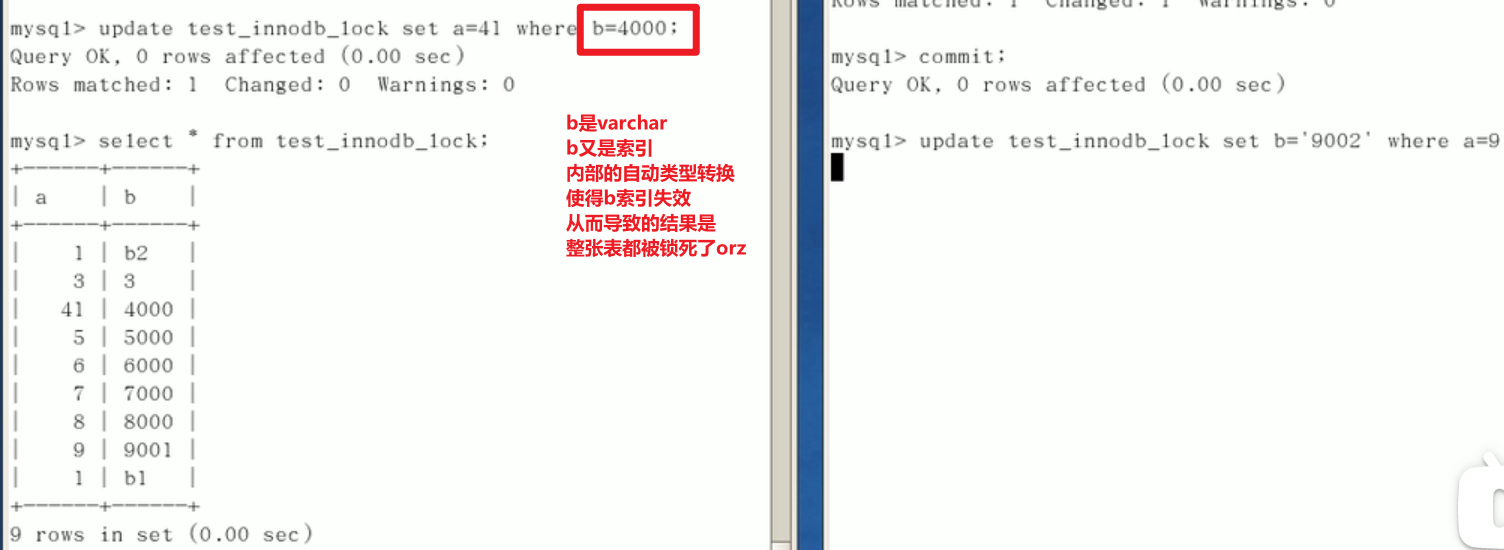 mysql> update test_innodb_lock set a=41 where b=4000;
Query OK, 0 rows affected (0.00 sec)
Rows matched: 1  Changed: 0  Warnings: 0
mysql> select * from test_innodb_lock;
+------+------+
| a    | b    |
+------+------+
|    1 | b2   |
|    3 | 3    |
|   41 | 4000 |
|    5 | 5000 |
|    6 | 6000 |
|    7 | 7000 |
|    8 | 8000 |
|    9 | 9001 |
|    1 | b1   |
+------+------+
9 rows in set (0.00 sec)
b是varchar
b又是索引
内部的自动类型转换
使得b索引失效
从而导致的结果是
整张表都被锁死了orz
Rows matched: 1  Changed: 1  Warnings: 0
mysql> commit;
Query OK, 0 rows affected (0.00 sec)
mysql> update test_innodb_lock set b='9002' where a=9